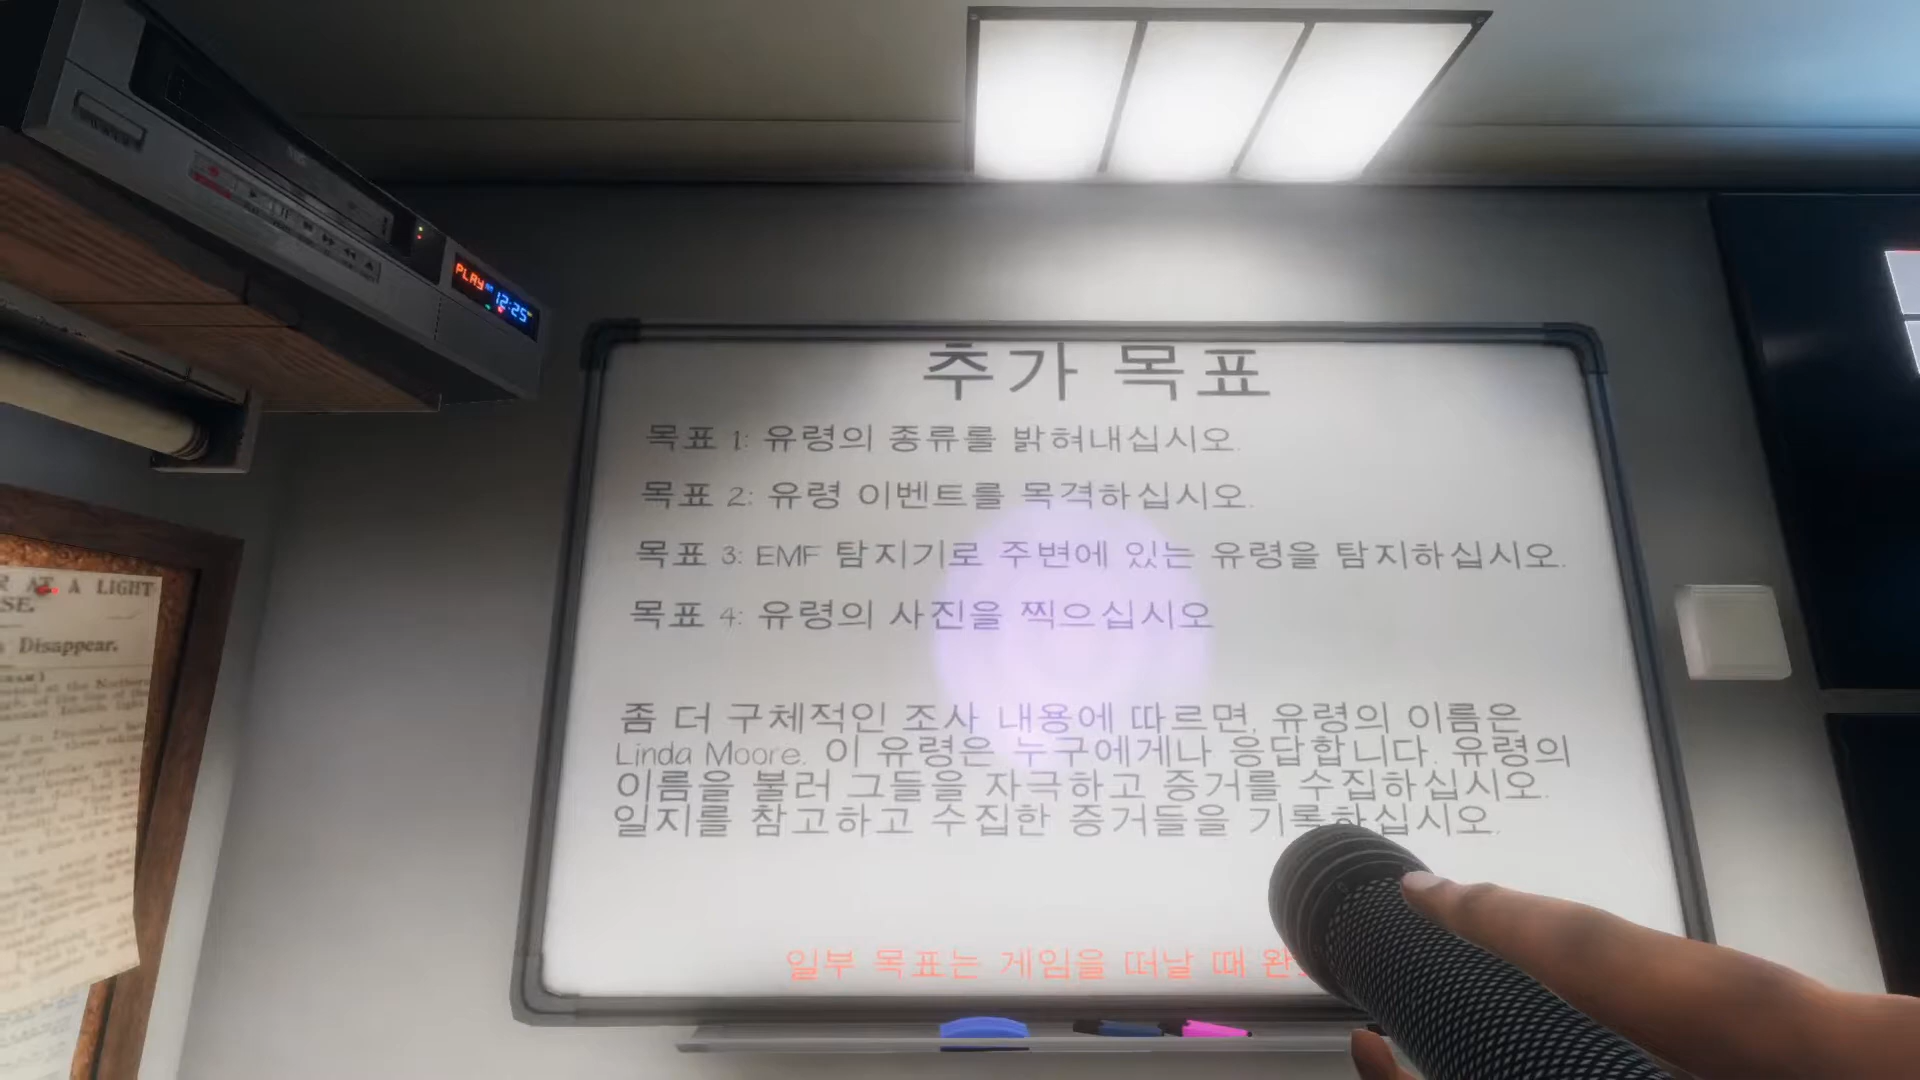 PLAY 12:25
추가 목표
목표 1: 유령의 종류를 밝혀내십시오.
목표 2: 유령 이벤트를 목격하십시오.
목표 3: EMF 탐지기로 주변에 있는 유령을 탐지하십시오.
목표 4: 유령의 사진을 찍으십시오
좀 더 구체적인 조사 내용에 따르면, 유령의 이름은
Linda Moore. 이 유령은 누구에게나 응답합니다. 유령의
이름을 불러 그들을 자극하고 증거를 수집하십시오.
일지를 참고하고 수집한 증거들을 기록하십시오.
일부 목표는 게임을 떠날 때
AT A LIGHT
SE.
Disappear.